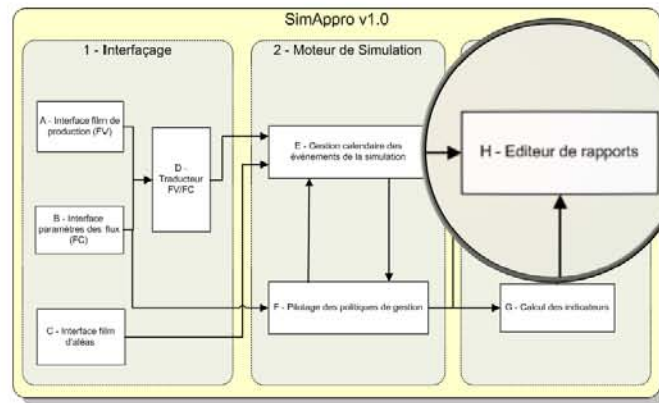 SimAppro v1.0
1 - Interfaçage
2 - Moteur de Simulation
A - Interface film de
production (FV)
D -
Traducteur
FV/FC
B - Interface
paramètres des flux
(FC)
C - Interface film
d'aléas
E - Gestion calendaire des
évènements de la simulation
F - Pilotage des politiques de gestion
H - Editeur de rapports
G - Calcul des indicateurs